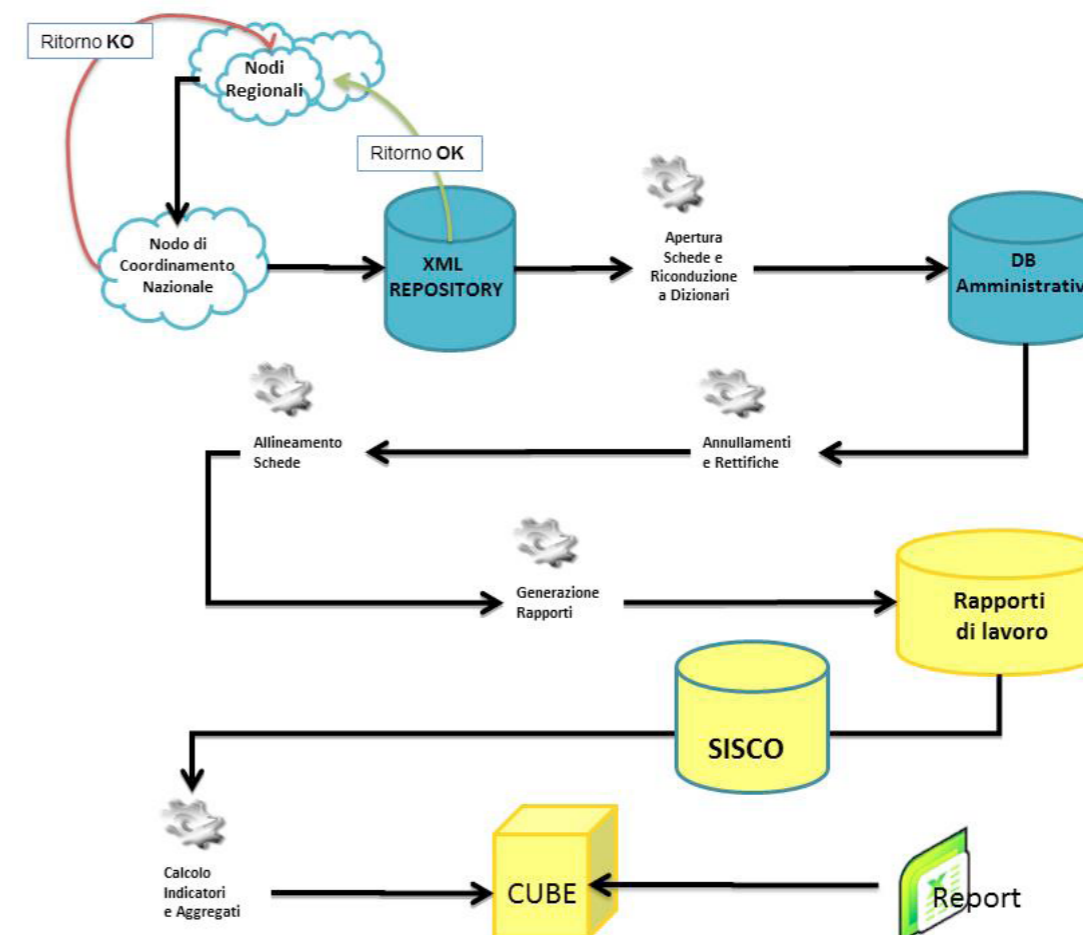 Ritorno KO
Nodi
Regionali
Ritorno OK
Nodo di
Coordinamento
Nazionale
XML
REPOSITORY
Apertura
Schede e
Riconduzione
a Dizionari
DB
Amministrativ
Allineamento
Schede
Annullamenti
e Rettifiche
Generazione
Rapporti
Rapporti
di lavoro
SISCO
Calcolo
Indicatori
e Aggregati
CUBE
Report